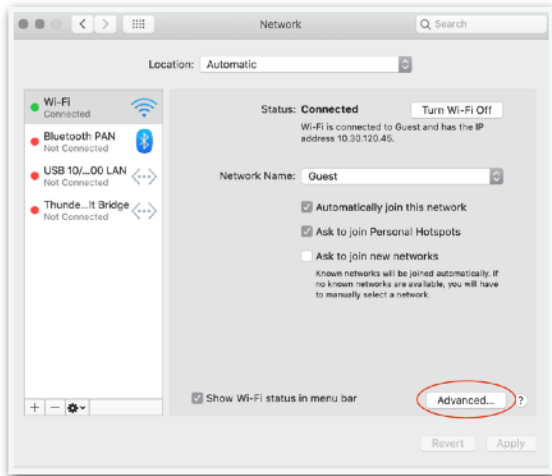 Network
Search
Location: Automatic
Wi-Fi
Connected
Bluetooth PAN
Not Connected
USB 10/...00 LAN
Not Connected
Thunde...lt Bridge
Not Connected
Status: Connected
Turn Wi-Fi Off
Wi-Fi is connected to Guest and has the IP
address 10.30.120.45.
Network Name: Guest
Automatically join this network
Ask to join Personal Hotspots
Ask to join new networks
Known networks will be joined automatically. If
no known networks are available, you will have
to manually select a network.
+ −
Show Wi-Fi status in menu bar
Advanced...
?
Revert
Apply